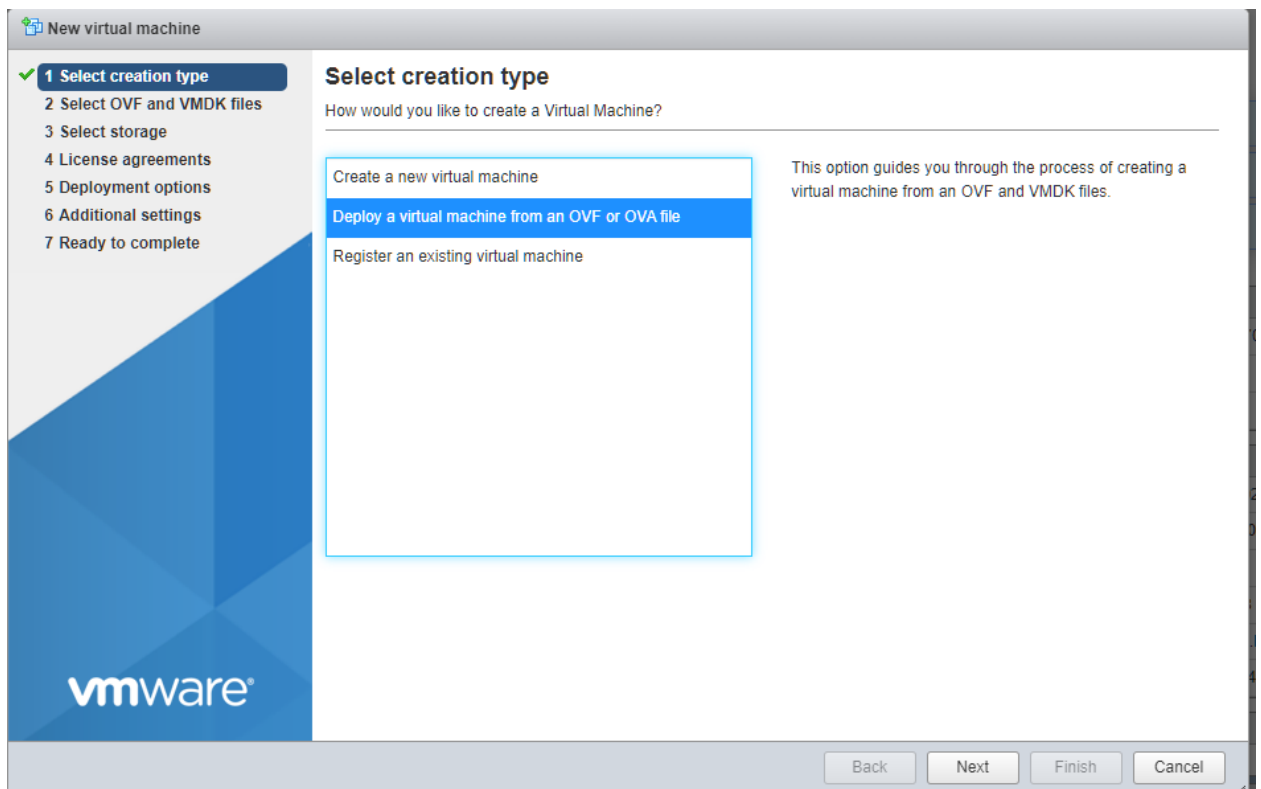 New virtual machine
1 Select creation type
2 Select OVF and VMDK files
3 Select storage
4 License agreements
5 Deployment options
6 Additional settings
7 Ready to complete
vmware®
Select creation type
How would you like to create a Virtual Machine?
Create a new virtual machine
Deploy a virtual machine from an OVF or OVA file
Register an existing virtual machine
This option guides you through the process of creating a
virtual machine from an OVF and VMDK files.
Back
Next
Finish
Cancel